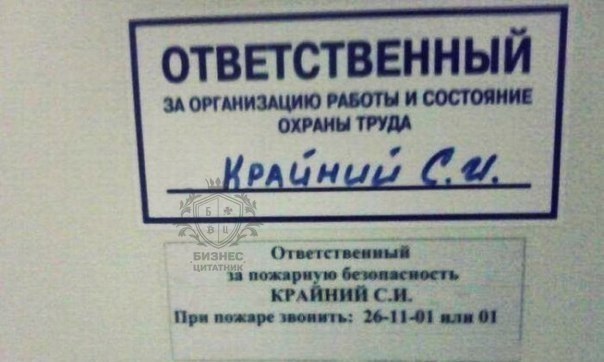 ОТВЕТСТВЕННЫЙ
ЗА ОРГАНИЗАЦИЮ РАБОТЫ И СОСТОЯНИЕ
ОХРАНЫ ТРУДА
КРАЙНИЙ С.И.
Б
В Ц
БИЗНЕС
ЦИТАТНИК
Ответственный
за пожарную безопасность
КРАЙНИЙ С.И.
При пожаре звонить: 26-11-01 или 01